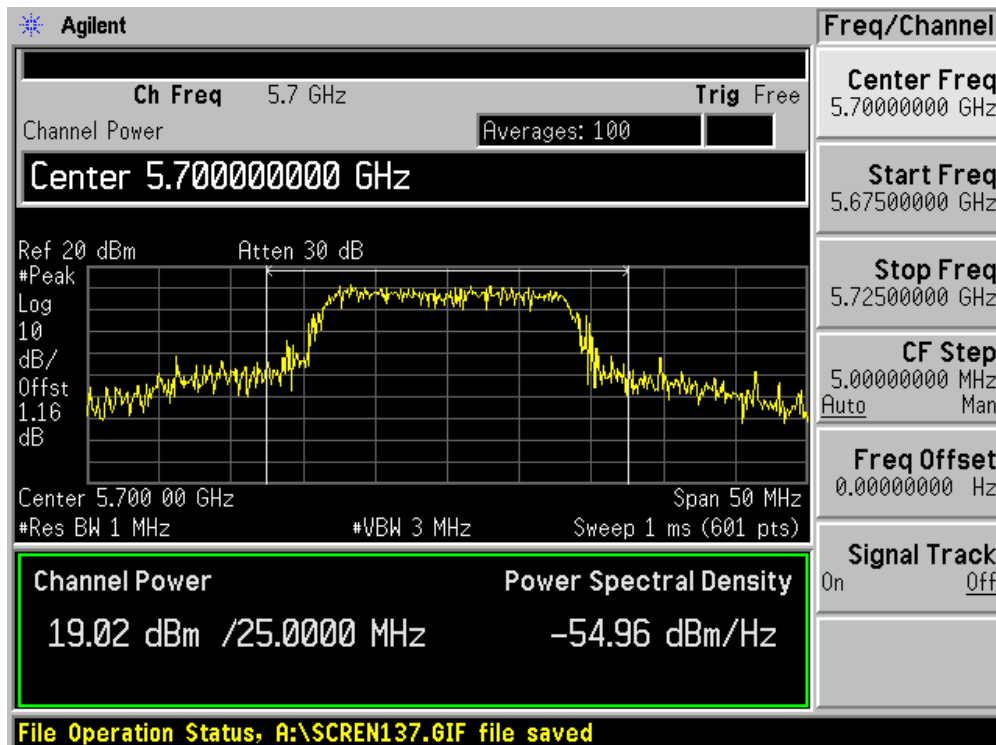 Agilent
Freq/Channel
Ch Freq 5.7 GHz Trig Free
Channel Power Averages: 100
Center 5.700000000 GHz
Ref 20 dBm Atten 30 dB
#Peak
Log
10
dB/
Offst
1.16
dB
Center 5.700 00 GHz Span 50 MHz
#Res BW 1 MHz #VBW 3 MHz Sweep 1 ms (601 pts)
Channel Power Power Spectral Density
19.02 dBm /25.0000 MHz -54.96 dBm/Hz
File Operation Status, A:\SCREN137.GIF file saved
Center Freq
5.70000000 GHz
Start Freq
5.67500000 GHz
Stop Freq
5.72500000 GHz
CF Step
5.00000000 MHz
Auto Man
Freq Offset
0.00000000 Hz
Signal Track
On Off